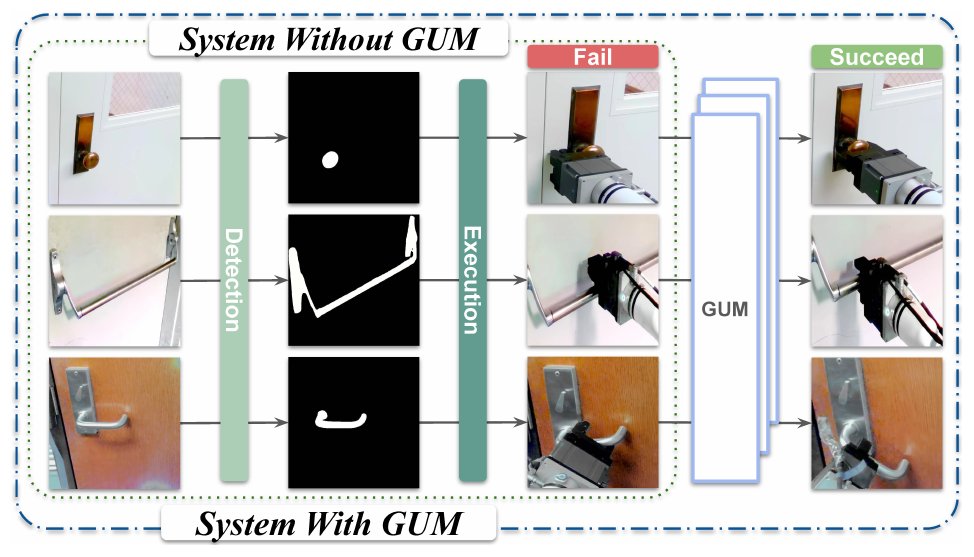 System Without GUM
Fail
Succeed
Detection
Execution
GUM
System With GUM